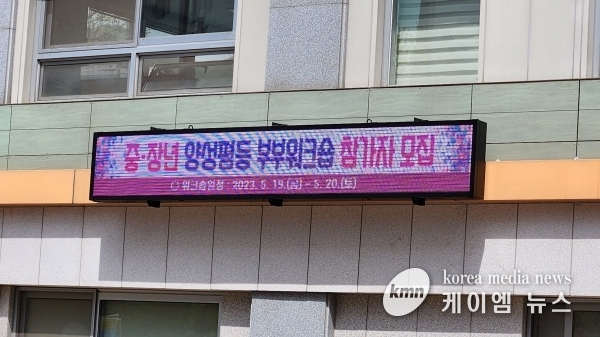 중·장년 양성평등 부부워크숍 참가자 모집
○ 워크숍일정 : 2023. 5. 19.(금) ~ 5. 20.(토)
kmn
korea media news
케이엠 뉴스